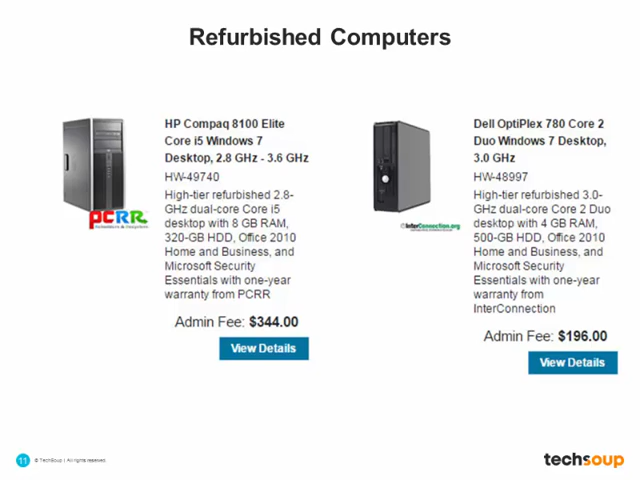 Refurbished Computers
HP Compaq 8100 Elite
Core i5 Windows 7
Desktop, 2.8 GHz - 3.6 GHz
HW-49740
High-tier refurbished 2.8-
GHz dual-core Core i5
desktop with 8 GB RAM,
320-GB HDD, Office 2010
Home and Business, and
Microsoft Security
Essentials with one-year
warranty from PCRR
Admin Fee: $344.00
View Details
PCRR
Dell OptiPlex 780 Core 2
Duo Windows 7 Desktop,
3.0 GHz
HW-48997
High-tier refurbished 3.0-
GHz dual-core Core 2 Duo
desktop with 4 GB RAM,
500-GB HDD, Office 2010
Home and Business, and
Microsoft Security
Essentials with one-year
warranty from
InterConnection
Admin Fee: $196.00
View Details
InterConnection.org
11
© TechSoup | All rights reserved
techsoup